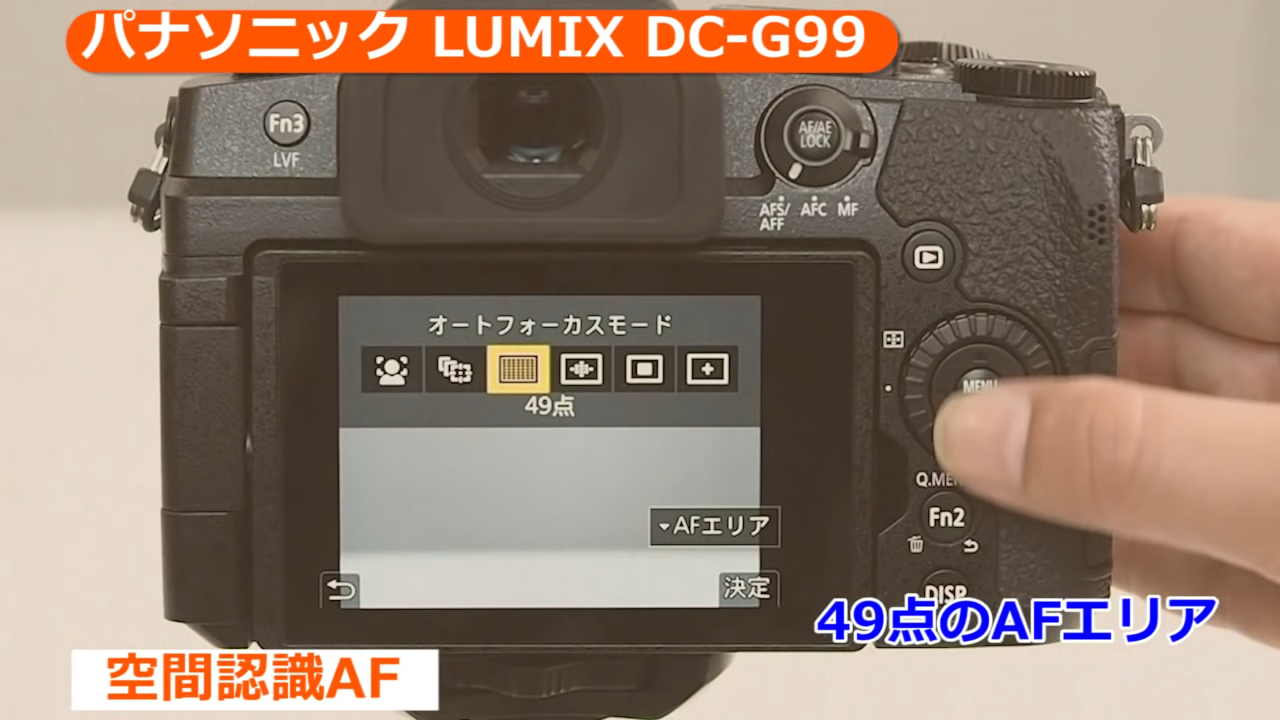 パナソニック LUMIX DC-G99
Fn3
LVF
AF/AE
LOCK
AFS/
AFF
AFC
MF
オートフォーカスモード
49点
MENU
AFエリア
決定
Q.MEN
Fn2
DISP
49点のAFエリア
空間認識AF